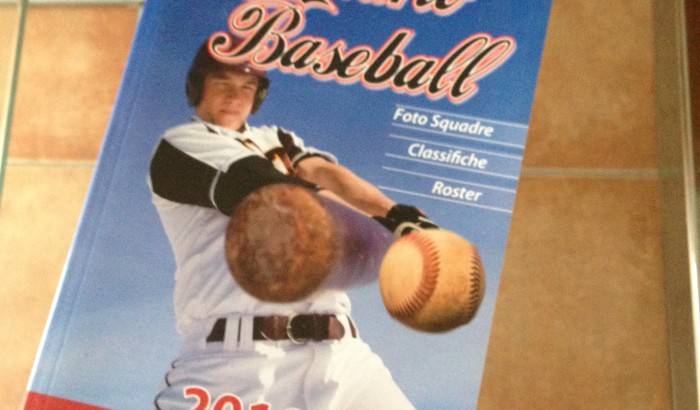 Baseball
Foto Squadre
Classifiche
Roster